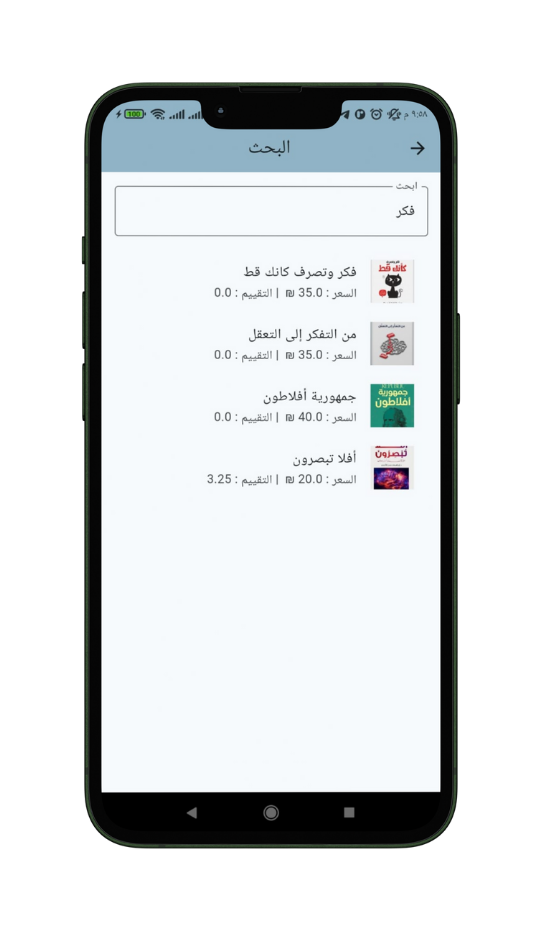 ٩:٥٨ م
100
البحث
ابحث
فكر
كأنك قط
فكر وتصرف كانك قط
السعر : 35.0 ₪ | التقييم : 0.0
من التفكر إلى التعقل
السعر : 35.0 ₪ | التقييم : 0.0
جمهورية
أفلاطون
جمهورية أفلاطون
السعر : 40.0 ₪ | التقييم : 0.0
تبصرون
أفلا تبصرون
السعر : 20.0 ₪ | التقييم : 3.25